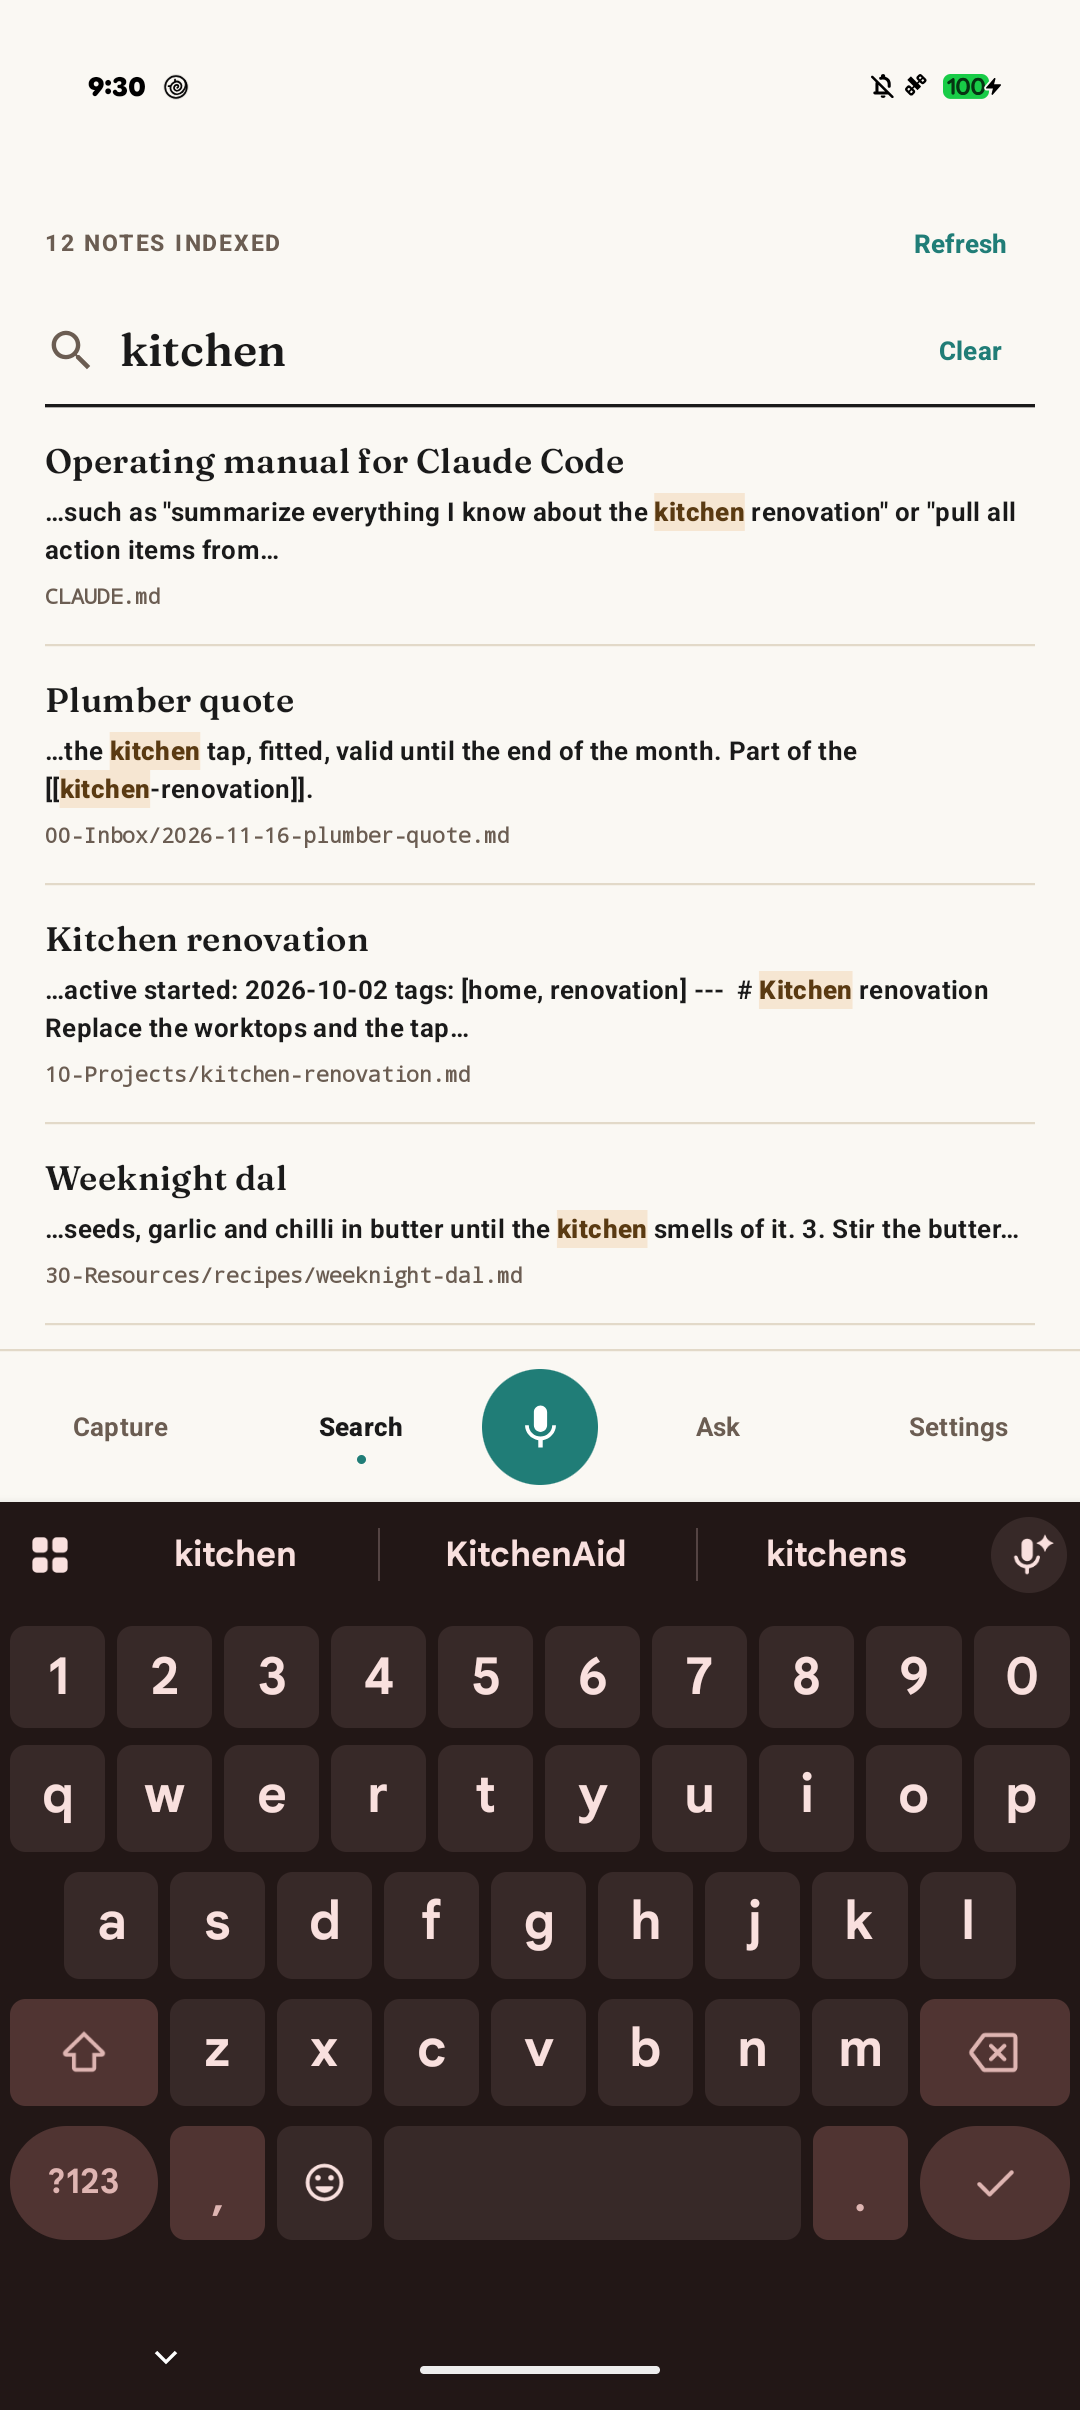 9:30
100
12 NOTES INDEXED
Refresh
kitchen
Clear
Operating manual for Claude Code
…such as "summarize everything I know about the kitchen renovation" or "pull all
action items from…
CLAUDE.md
Plumber quote
…the kitchen tap, fitted, valid until the end of the month. Part of the
[[kitchen-renovation]].
00-Inbox/2026-11-16-plumber-quote.md
Kitchen renovation
…active started: 2026-10-02 tags: [home, renovation] --- # Kitchen renovation
Replace the worktops and the tap…
10-Projects/kitchen-renovation.md
Weeknight dal
…seeds, garlic and chilli in butter until the kitchen smells of it. 3. Stir the butter…
30-Resources/recipes/weeknight-dal.md
Capture
Search
Ask
Settings
kitchen
KitchenAid
kitchens
1 2 3 4 5 6 7 8 9 0
q w e r t y u i o p
a s d f g h j k l
z x c v b n m
?123 , .